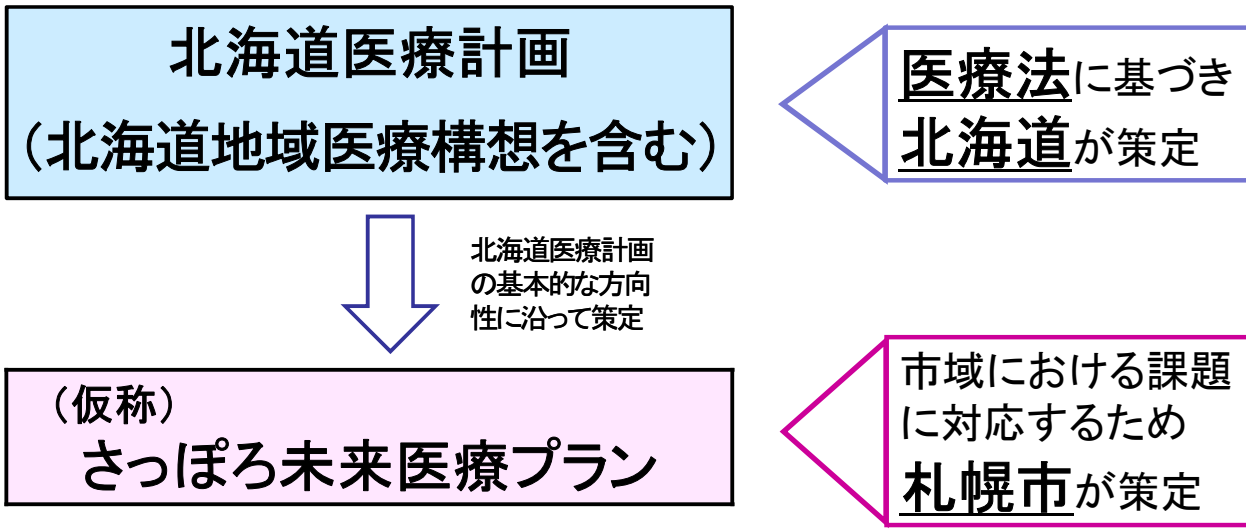 北海道医療計画
（北海道地域医療構想を含む）
医療法に基づき
北海道が策定
北海道医療計画
の基本的な方向
性に沿って策定
（仮称）
さっぽろ未来医療プラン
市域における課題
に対応するため
札幌市が策定